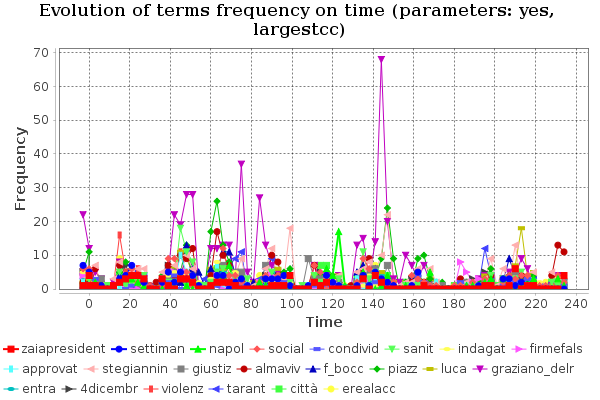 Evolution of terms frequency on time (parameters: yes,
largestcc)
70
60
50
40
30
20
10
0
Frequency
0 20 40 60 80 100 120 140 160 180 200 220 240
Time
zaiapresident settiman napol social condivid sanit indagat firmefals
approvat stegiannin giustiz almaviv f_bocc piazz luca graziano_delr
entra 4dicembr violenz tarant città erealacc